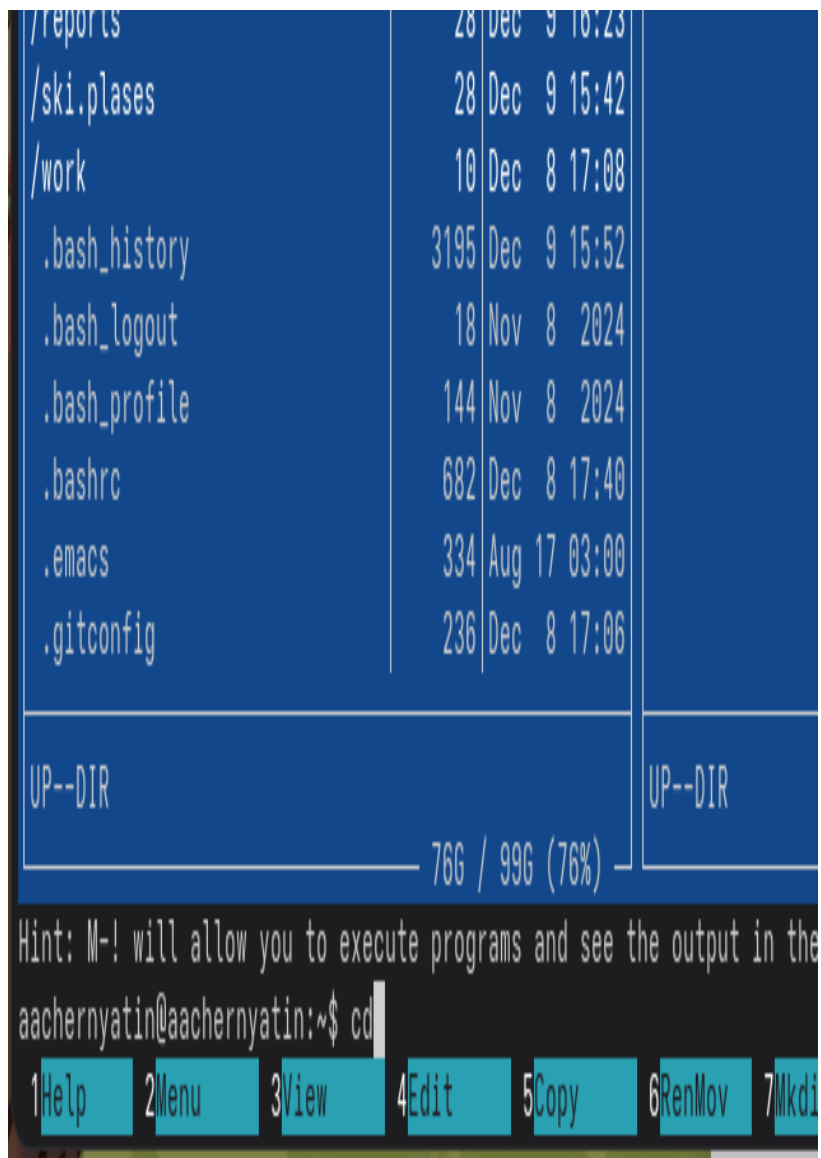 /reports 28 Dec 9 16:23
/ski.plases 28 Dec 9 15:42
/work 10 Dec 8 17:08
.bash_history 3195 Dec 9 15:52
.bash_logout 18 Nov 8 2024
.bash_profile 144 Nov 8 2024
.bashrc 682 Dec 8 17:40
.emacs 334 Aug 17 03:00
.gitconfig 236 Dec 8 17:06
UP--DIR UP--DIR
76G / 99G (76%)
Hint: M-! will allow you to execute programs and see the output in the
aachernyatin@aachernyatin:~$ cd
1Help 2Menu 3View 4Edit 5Copy 6RenMov 7Mkdi